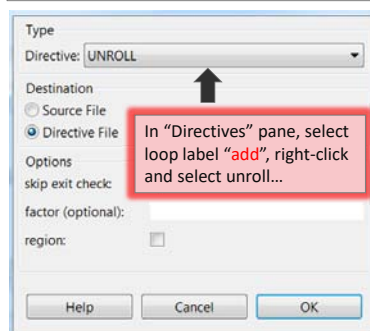 Type
Directive: UNROLL
Destination
Source File
Directive File
In “Directives” pane, select
loop label “add”, right-click
and select unroll…
Options
skip exit check:
factor (optional):
region:
Help Cancel OK